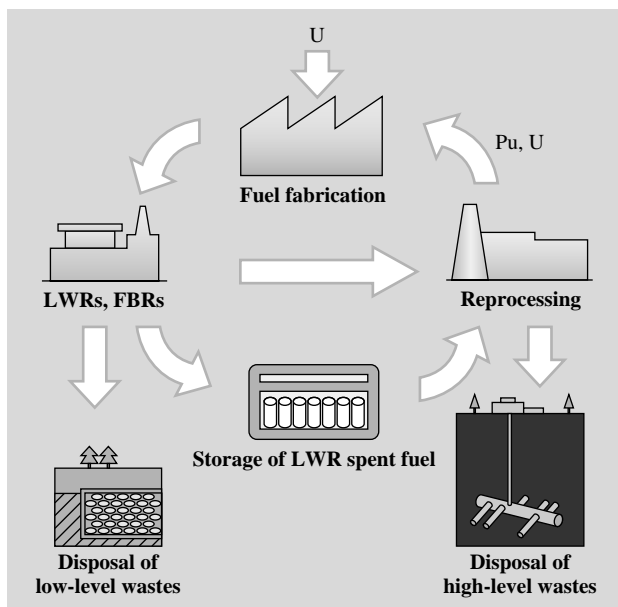 U
Pu, U
Fuel fabrication
LWRs, FBRs
Reprocessing
Storage of LWR spent fuel
Disposal of
low-level wastes
Disposal of
high-level wastes